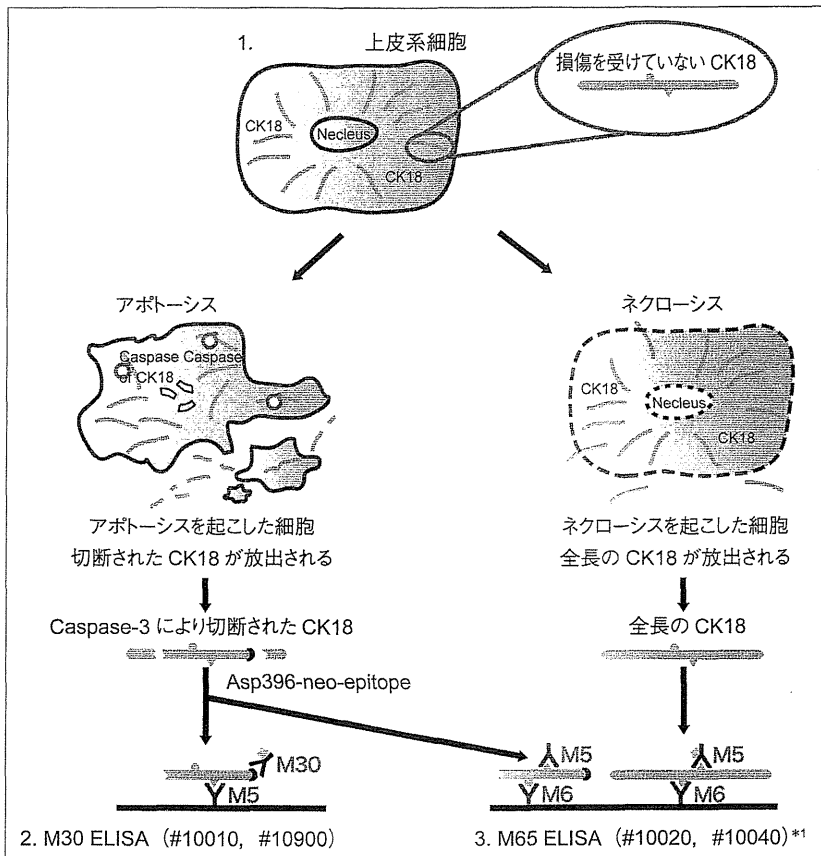 1.
上皮系細胞
損傷を受けていない CK18
CK18
Necleus
CK18
アポトーシス
ネクローシス
Caspase Caspase
of CK18
CK18
Necleus
CK18
アポトーシスを起こした細胞
切断された CK18 が放出される
ネクローシスを起こした細胞
全長の CK18 が放出される
Caspase-3 により切断された CK18
全長の CK18
Asp396-neo-epitope
M30
M5
M5
M5
M6
M6
2. M30 ELISA (#10010, #10900)
3. M65 ELISA (#10020, #10040) *1